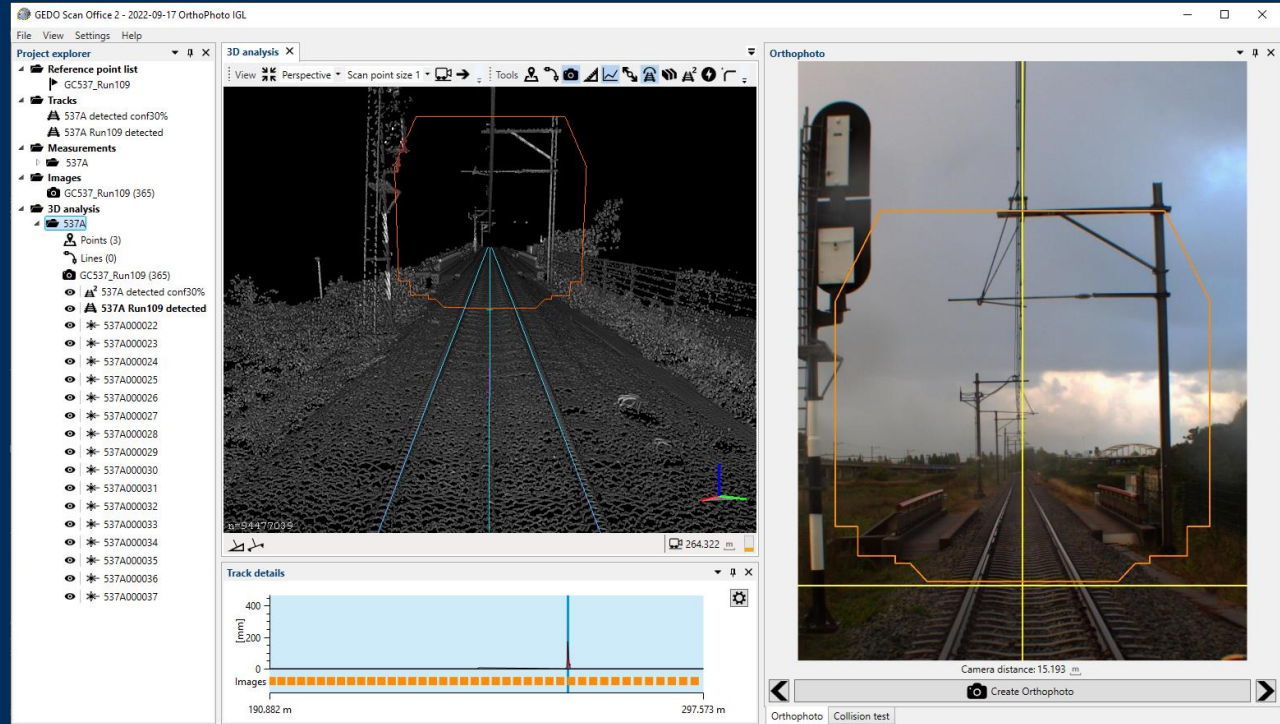 GEDO Scan Office 2 - 2022-09-17 OrthoPhoto IGL
File View Settings Help
Project explorer
Reference point list
GC537_Run109
Tracks
537A detected conf30%
537A Run109 detected
Measurements
537A
Images
GC537_Run109 (365)
3D analysis
537A
Points (3)
Lines (0)
GC537_Run109 (365)
537A detected conf30%
537A Run109 detected
537A000022
537A000023
537A000024
537A000025
537A000026
537A000027
537A000028
537A000029
537A000030
537A000031
537A000032
537A000033
537A000034
537A000035
537A000036
537A000037
3D analysis
View Perspective Scan point size 1 Tools
n=94477039
264.322 m
Track details
400
200
0
[mm]
Images
190.882 m 297.573 m
Orthophoto
Camera distance: 15.193 m
Create Orthophoto
Orthophoto Collision test